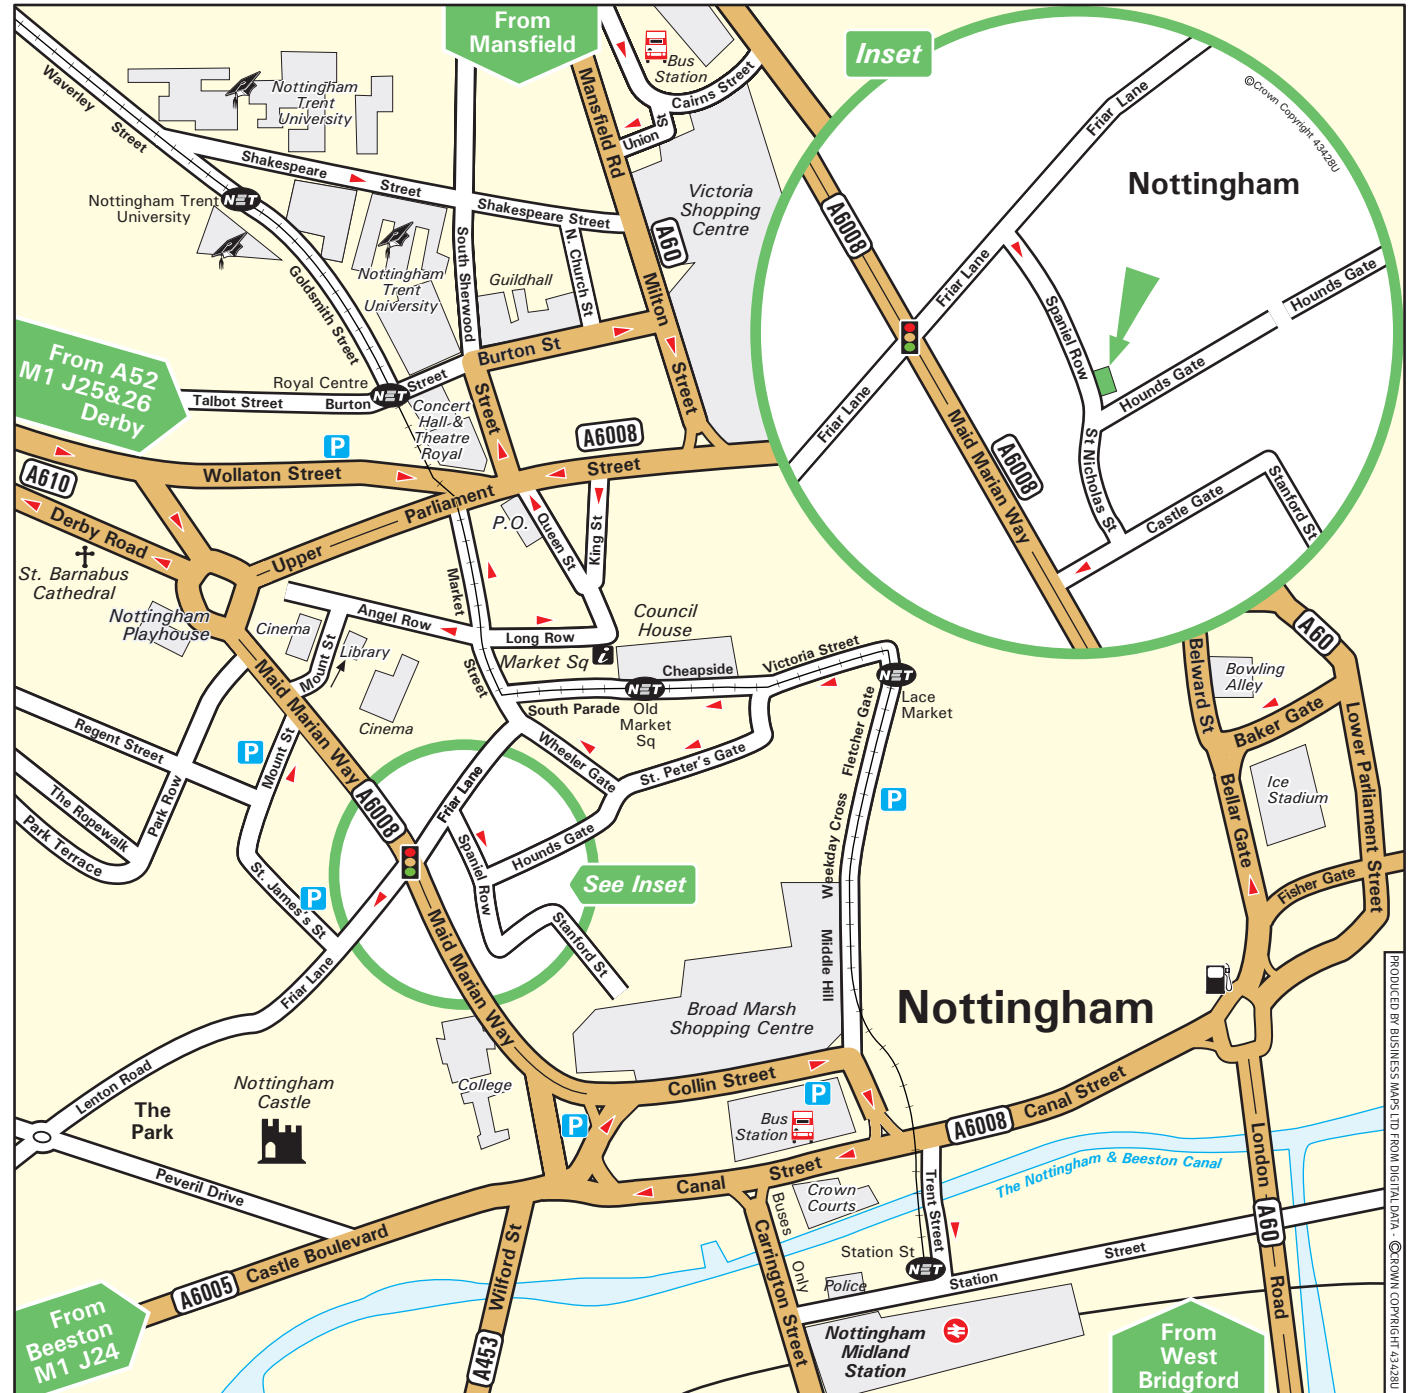 From
Mansfield
Bus
Station
Cairns Street
Union St
Mansfield Rd
Inset
Friar Lane
©Crown Copyright 43428U
Nottingham
A6008
Friar Lane
Hounds Gate
Spaniel Row
Hounds Gate
Friar Lane
Maid Marian Way
A6008
St Nicholas St
Castle Gate
Stanford St
Waverley
Street
Nottingham
Trent
University
Shakespeare
Street
Shakespeare Street
Nottingham Trent
University
NET
Goldsmith Street
Nottingham
Trent
University
South Sherwood
Street
N. Church St
Guildhall
Victoria
Shopping
Centre
A60
Milton
Street
Burton St
From A52
M1 J25&26
Derby
Royal Centre
NET
Talbot Street
Burton
Street
Concert
Hall &
Theatre
Royal
P
A6008
Wollaton Street
Street
Parliament
Upper
A610
Derby Road
P.O.
Queen St
King St
St. Barnabus
Cathedral
Nottingham
Playhouse
Cinema
Angel Row
Market
Street
Long Row
Council
House
Market Sq
i
Mount St
Library
Cinema
Cheapside
Victoria Street
NET
South Parade
Old
Market
Sq
NET
Lace
Market
Fletcher Gate
Belward St
A60
Bowling
Alley
Baker Gate
Lower Parliament Street
Ice
Stadium
Bellar Gate
Fisher Gate
Regent Street
The Ropewalk
Park Terrace
Park Row
P
Mount St
Maid Marian Way
A6008
Wheeler Gate
St. Peter's Gate
Friar Lane
Hounds Gate
Spaniel Row
Stanford St
See Inset
P
Weekday Cross
Middle Hill
P
St. James's St
Friar Lane
Maid Marian Way
Broad Marsh
Shopping Centre
Nottingham
Lenton Road
The
Park
Nottingham
Castle
College
P
Collin Street
P
Bus
Station
A6008
Canal Street
Canal
Street
Peveril Drive
Castle Boulevard
A6005
Wilford St
A453
Crown
Courts
Buses
Only
Carrington Street
The Nottingham & Beeston Canal
Trent Street
Station St
NET
Police
Station
Street
London
A60
Road
Nottingham
Midland
Station
From
Beeston
M1 J24
From
West
Bridgford
PRODUCED BY BUSINESS MAPS LTD FROM DIGITAL DATA - ©CROWN COPYRIGHT 43428U